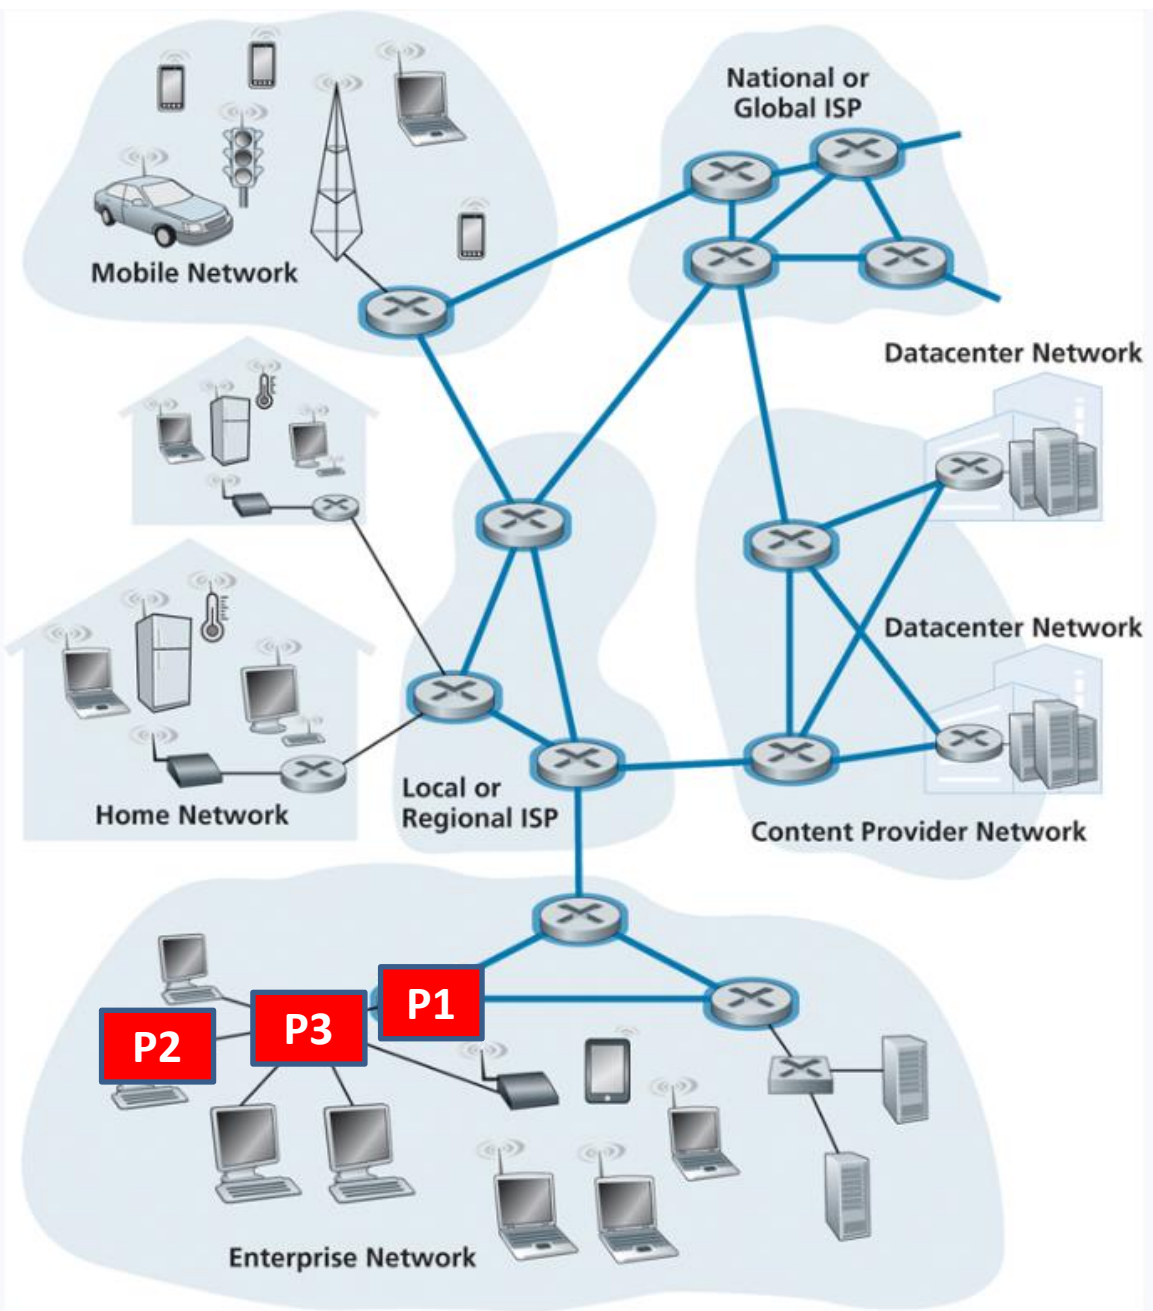 National or
Global ISP
Mobile Network
Datacenter Network
Datacenter Network
Home Network
Local or
Regional ISP
Content Provider Network
P1
P3
P2
Enterprise Network